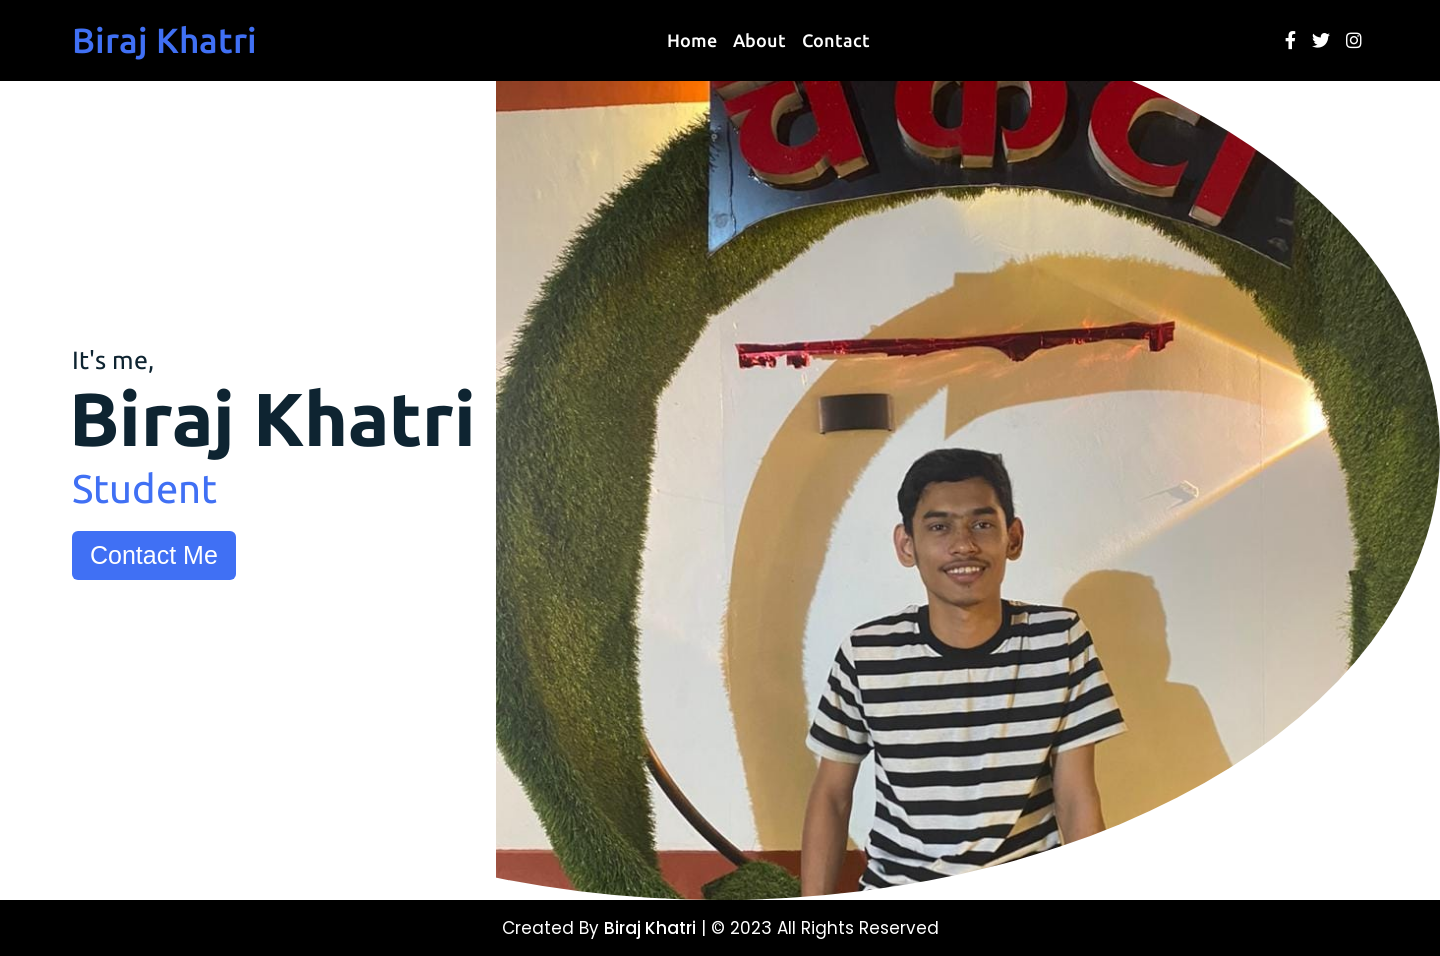 Biraj Khatri
Home About Contact
It's me,
Biraj Khatri
Student
Contact Me
Created By Biraj Khatri | © 2023 All Rights Reserved